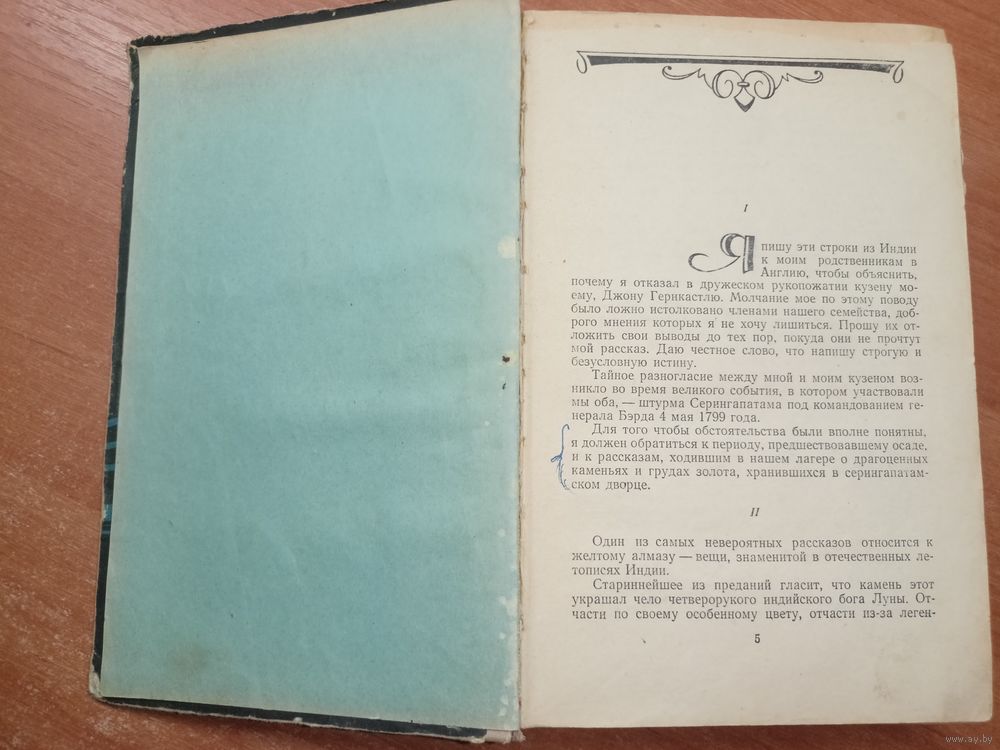 I
Я пишу эти строки из Индии
к моим родственникам в
Англию, чтобы объяснить,
почему я отказал в дружеском рукопожатии кузену мо-
ему, Джону Гернкастлю. Молчание мое по этому поводу
было ложно истолковано членами нашего семейства, доб-
рого мнения которых я не хочу лишиться. Прошу их от-
ложить свои выводы до тех пор, покуда они не прочтут
мой рассказ. Даю честное слово, что напишу строгую и
безусловную истину.
Тайное разногласие между мной и моим кузеном воз-
никло во время великого события, в котором участвовали
мы оба, — штурма Серингапатама под командованием ге-
нерала Бэрда 4 мая 1799 года.
Для того чтобы обстоятельства были вполне понятны,
я должен обратиться к периоду, предшествовавшему осаде,
и к рассказам, ходившим в нашем лагере о драгоценных
каменьях и грудах золота, хранившихся в серингапатам-
ском дворце.
II
Один из самых невероятных рассказов относится к
желтому алмазу — вещи, знаменитой в отечественных ле-
тописях Индии.
Стариннейшее из преданий гласит, что камень этот
украшал чело четверорукого индийского бога Луны. От-
части по своему особенному цвету, отчасти из-за леген-
5
www.ay.by